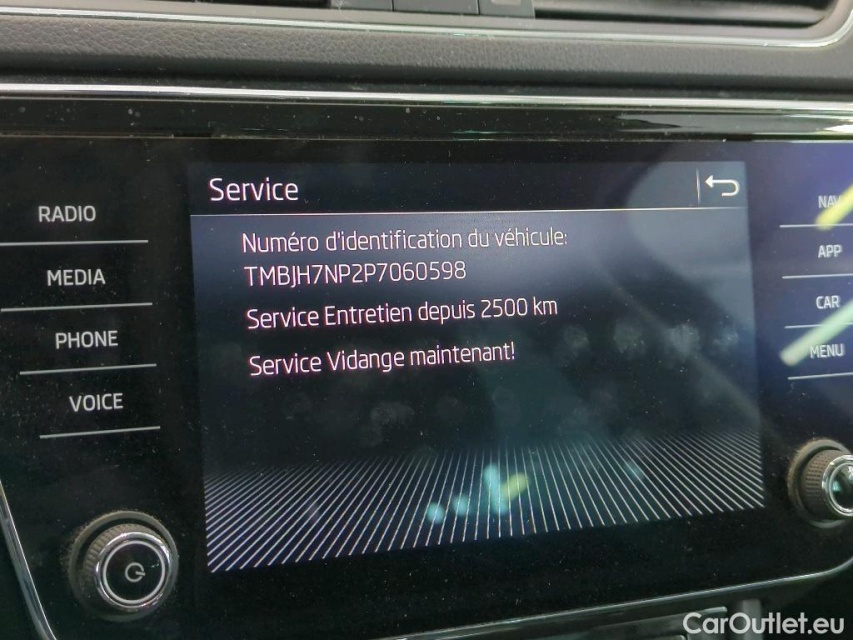 Service
RADIO
MEDIA
PHONE
VOICE
Numéro d'identification du véhicule:
TMBJH7NP2P7060598
Service Entretien depuis 2500 km
Service Vidange maintenant!
NAV
APP
CAR
MENU
CarOutlet.eu